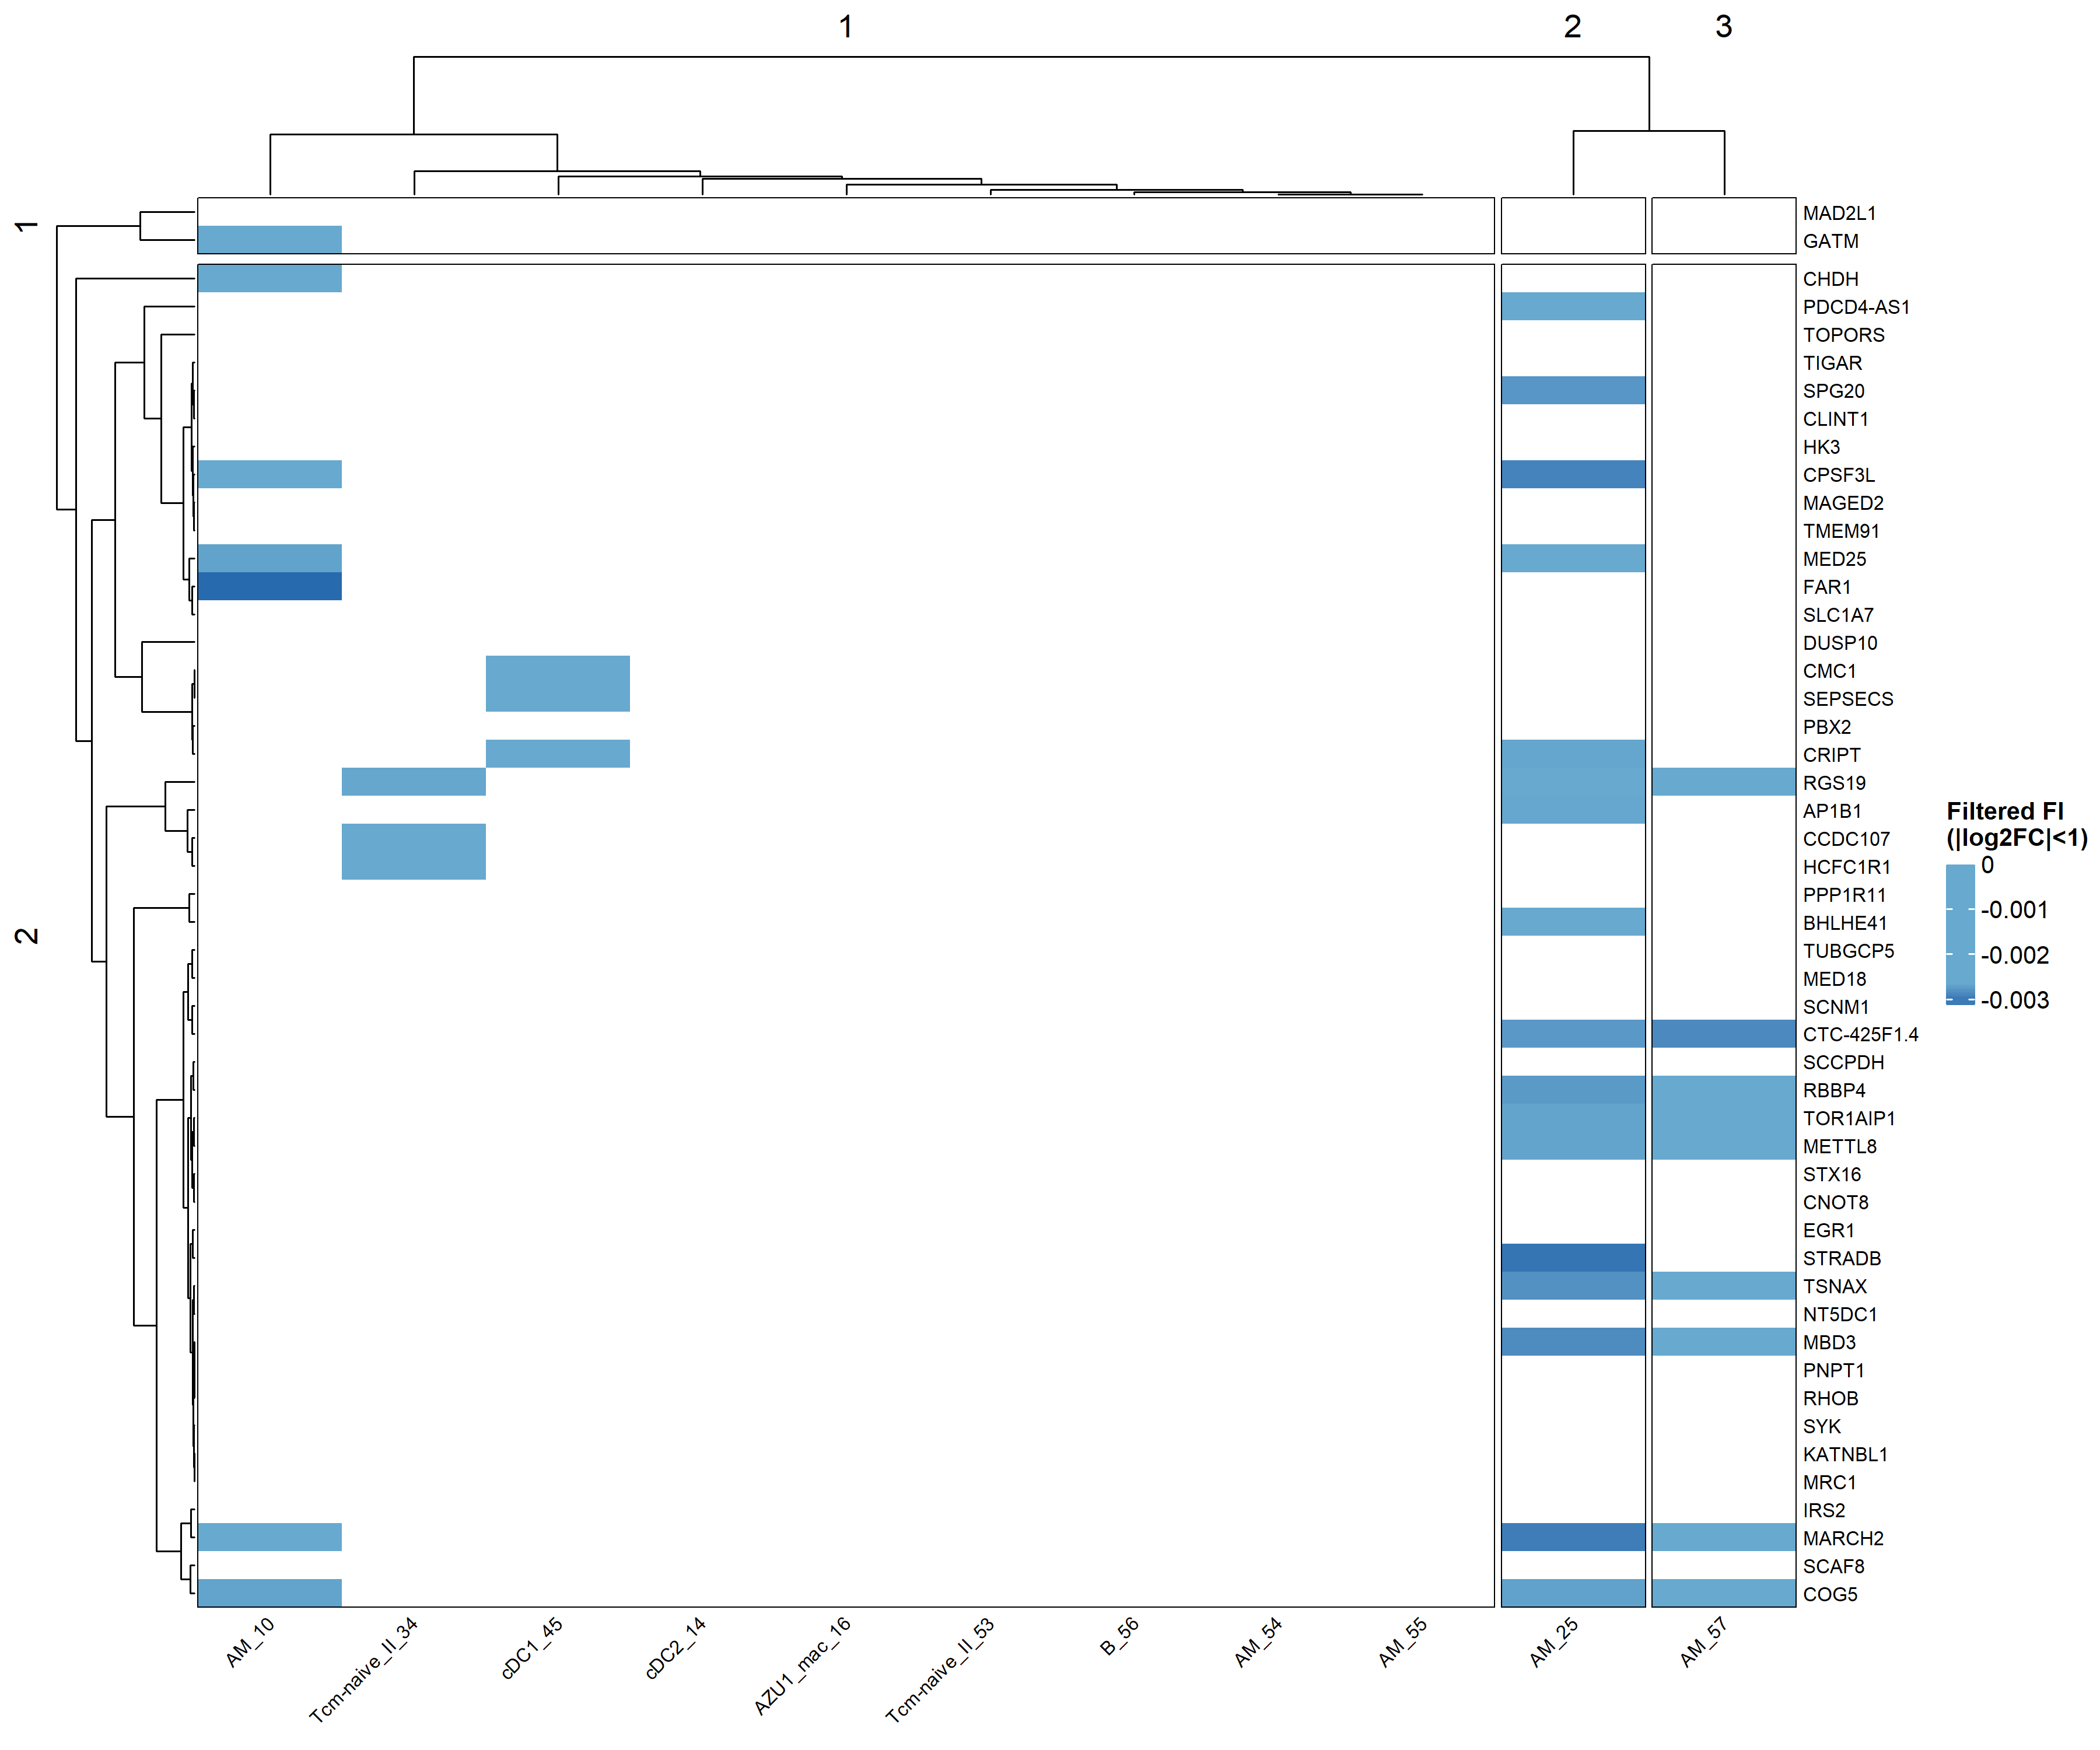 1
2
3
1
2
MAD2L1
GATM
CHDH
PDCD4-AS1
TOPORS
TIGAR
SPG20
CLINT1
HK3
CPSF3L
MAGED2
TMEM91
MED25
FAR1
SLC1A7
DUSP10
CMC1
SEPSECS
PBX2
CRIPT
RGS19
AP1B1
CCDC107
HCFC1R1
PPP1R11
BHLHE41
TUBGCP5
MED18
SCNM1
CTC-425F1.4
SCCPDH
RBBP4
TOR1AIP1
METTL8
STX16
CNOT8
EGR1
STRADB
TSNAX
NT5DC1
MBD3
PNPT1
RHOB
SYK
KATNBL1
MRC1
IRS2
MARCH2
SCAF8
COG5
Filtered FI
(|log2FC|<1)
0
-0.001
-0.002
-0.003
AM_10
Tcm-naive_II_34
cDC1_45
cDC2_14
AZU1_mac_16
Tcm-naive_II_53
B_56
AM_54
AM_55
AM_25
AM_57